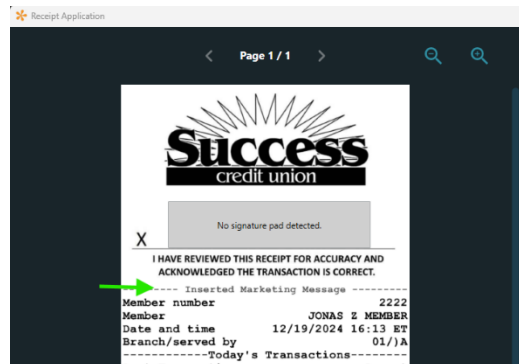 Receipt Application
Page 1 / 1
Success
credit union
No signature pad detected.
X
I HAVE REVIEWED THIS RECEIPT FOR ACCURACY AND
ACKNOWLEDGED THE TRANSACTION IS CORRECT.
-------- Inserted Marketing Message --------
Member number 2222
Member JONAS Z MEMBER
Date and time 12/19/2024 16:13 ET
Branch/served by 01/)A
------------Today's Transactions--------